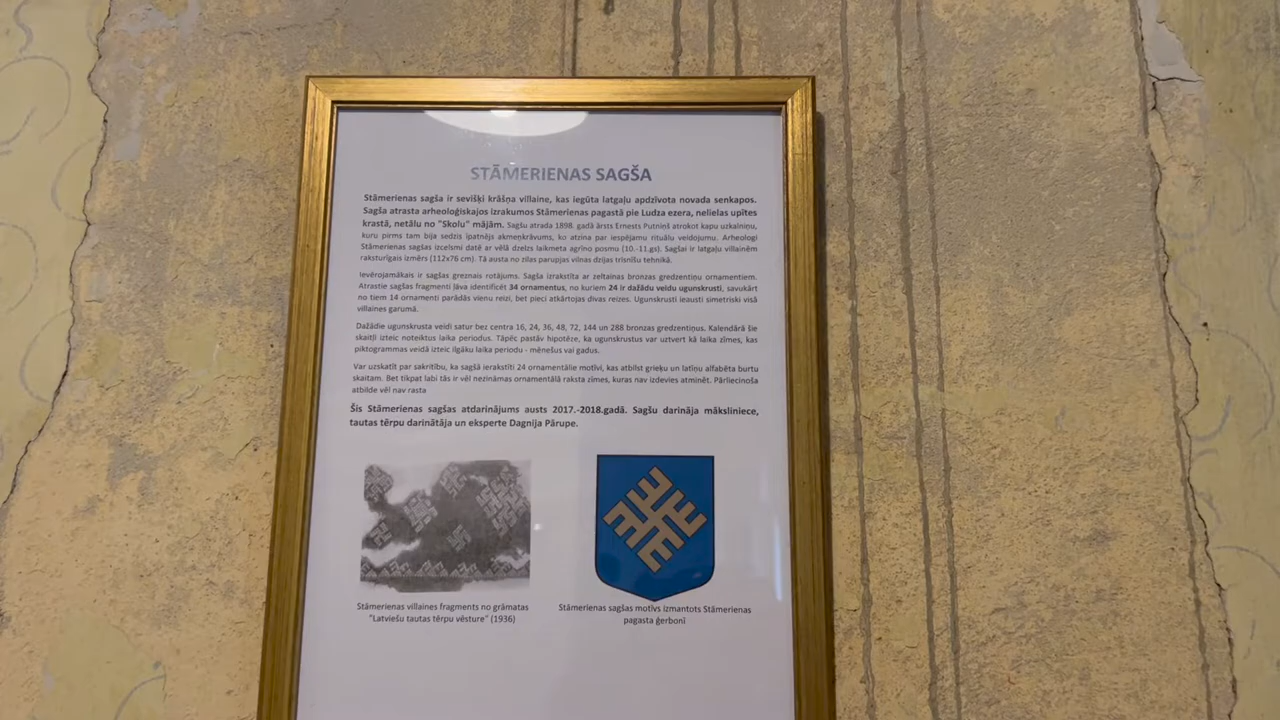 STĀMERIENAS SAGŠA
Stāmerienas sagša ir sevišķi krāšņa villaine, kas iegūta latgaļu apdzīvota novada senkapos.
Sagša atrasta arheoloģiskajos izrakumos Stāmerienas pagastā pie Ludza ezera, nelielas upītes
krastā, netālu no "Skolu" mājām. Sagšu atrada 1898. gadā ārsts Ernests Putniņš atrokot kapu uzkalniņu,
kuru pirms tam bija sedzis īpatnējs akmeņkrāvums, ko atzina par iespējamu rituālu veidojumu. Arheologi
Stāmerienas sagšas izcelsmi datē ar vēlā dzelzs laikmeta agrīno posmu (10.-11.gs). Sagšai ir latgaļu villainēm
raksturīgais izmērs (112x76 cm). Tā austa no zilas parupjas vilnas dzijas trīsnīšu tehnikā.
Ievērojamākais ir sagšas greznais rotājums. Sagša izrakstīta ar zeltainas bronzas gredzentiņu ornamentiem.
Atrastie sagšas fragmenti ļāva identificēt 34 ornamentus, no kuriem 24 ir dažādu veidu ugunskrusti, savukārt
no tiem 14 ornamenti parādās vienu reizi, bet pieci atkārtojas divas reizes. Ugunskrusti ieausti simetriski visā
villaines garumā.
Dažādie ugunskrusta veidi satur bez centra 16, 24, 36, 48, 72, 144 un 288 bronzas gredzentiņus. Kalendārā šie
skaitļi izteic noteiktus laika periodus. Tāpēc pastāv hipotēze, ka ugunskrustus var uztvert kā laika zīmes, kas
piktogrammas veidā izteic ilgāku laika periodu - mēnešus vai gadus.
Var uzskatīt par sakritību, ka sagšā ierakstīti 24 ornamentālie motīvi, kas atbilst grieķu un latīņu alfabēta burtu
skaitam. Bet tikpat labi tās ir vēl nezināmas ornamentālā raksta zīmes, kuras nav izdevies atminēt. Pārliecinoša
atbilde vēl nav rasta
Šis Stāmerienas sagšas atdarinājums austs 2017.-2018.gadā. Sagšu darināja māksliniece,
tautas tērpu darinātāja un eksperte Dagnija Pārupe.
Stāmerienas villaines fragments no grāmatas
"Latviešu tautas tērpu vēsture" (1936)
Stāmerienas sagšas motīvs izmantots Stāmerienas
pagasta ģerbonī